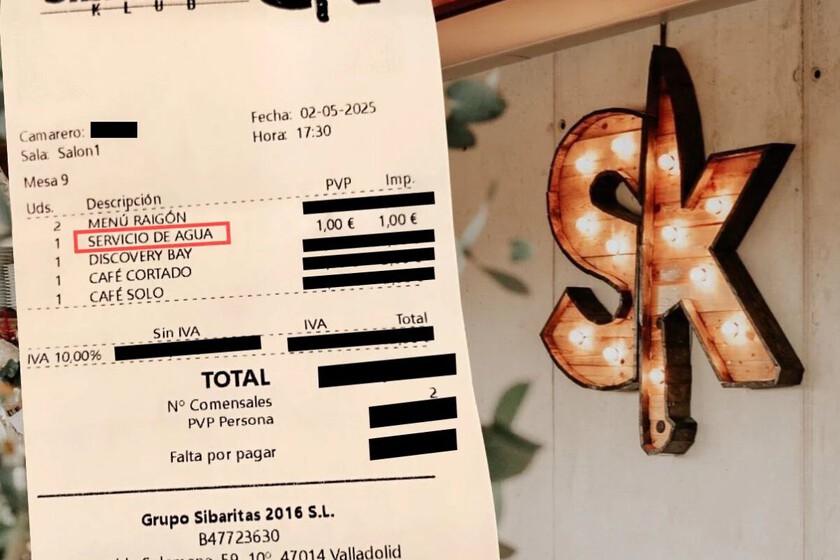 K L U B
Camarero:
Fecha: 02-05-2025
Sala: Salon1
Hora: 17:30
Mesa 9
Uds. Descripción PVP Imp.
2 MENÚ RAIGÓN
1 SERVICIO DE AGUA 1,00 € 1,00 €
1 DISCOVERY BAY
1 CAFÉ CORTADO
1 CAFÉ SOLO
Sin IVA IVA Total
IVA 10,00%
TOTAL
Nº Comensales 2
PVP Persona
Falta por pagar
Grupo Sibaritas 2016 S.L.
B47723630
59, 10º 47014 Valladolid
SK